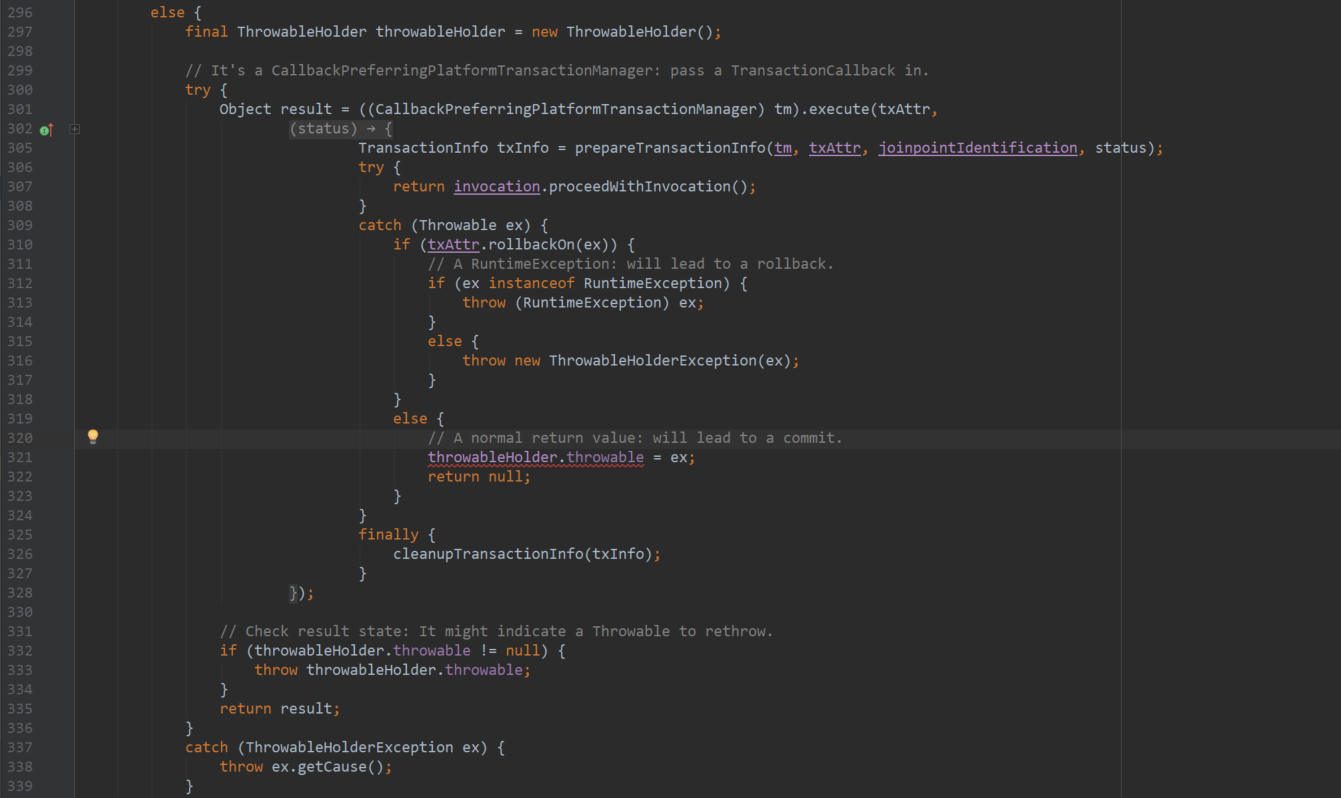 296 else {
297 final ThrowableHolder throwableHolder = new ThrowableHolder();
298
299 // It's a CallbackPreferringPlatformTransactionManager: pass a TransactionCallback in.
300 try {
301 Object result = ((CallbackPreferringPlatformTransactionManager) tm).execute(txAttr,
302 (status) → {
305 TransactionInfo txInfo = prepareTransactionInfo(tm, txAttr, joinpointIdentification, status);
306 try {
307 return invocation.proceedWithInvocation();
308 }
309 catch (Throwable ex) {
310 if (txAttr.rollbackOn(ex)) {
311 // A RuntimeException: will lead to a rollback.
312 if (ex instanceof RuntimeException) {
313 throw (RuntimeException) ex;
314 }
315 else {
316 throw new ThrowableHolderException(ex);
317 }
318 }
319 else {
320 // A normal return value: will lead to a commit.
321 throwableHolder.throwable = ex;
322 return null;
323 }
324 }
325 finally {
326 cleanupTransactionInfo(txInfo);
327 }
328 });
330
331 // Check result state: It might indicate a Throwable to rethrow.
332 if (throwableHolder.throwable != null) {
333 throw throwableHolder.throwable;
334 }
335 return result;
336 }
337 catch (ThrowableHolderException ex) {
338 throw ex.getCause();
339 }